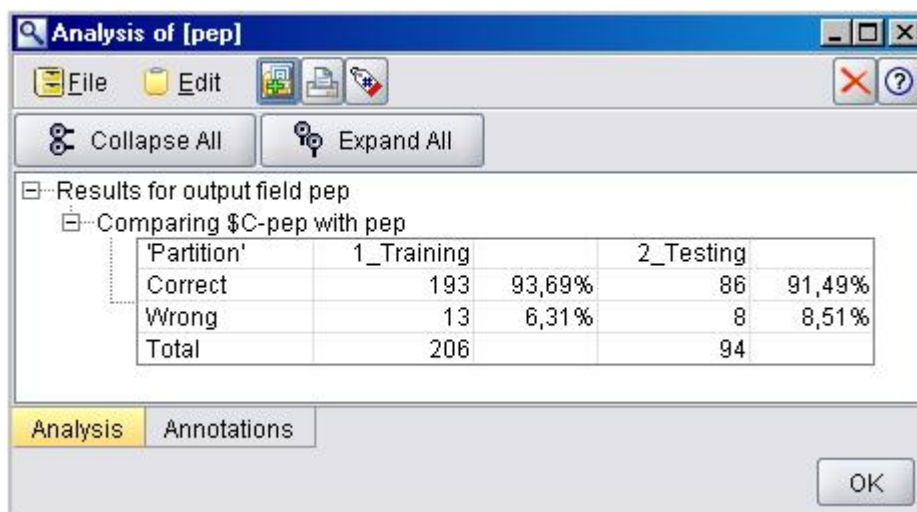 Analysis of [pep]
File Edit
Collapse All Expand All
Results for output field pep
Comparing $C-pep with pep
'Partition' 1_Training 2_Testing
Correct 193 93,69% 86 91,49%
Wrong 13 6,31% 8 8,51%
Total 206 94
Analysis Annotations
OK